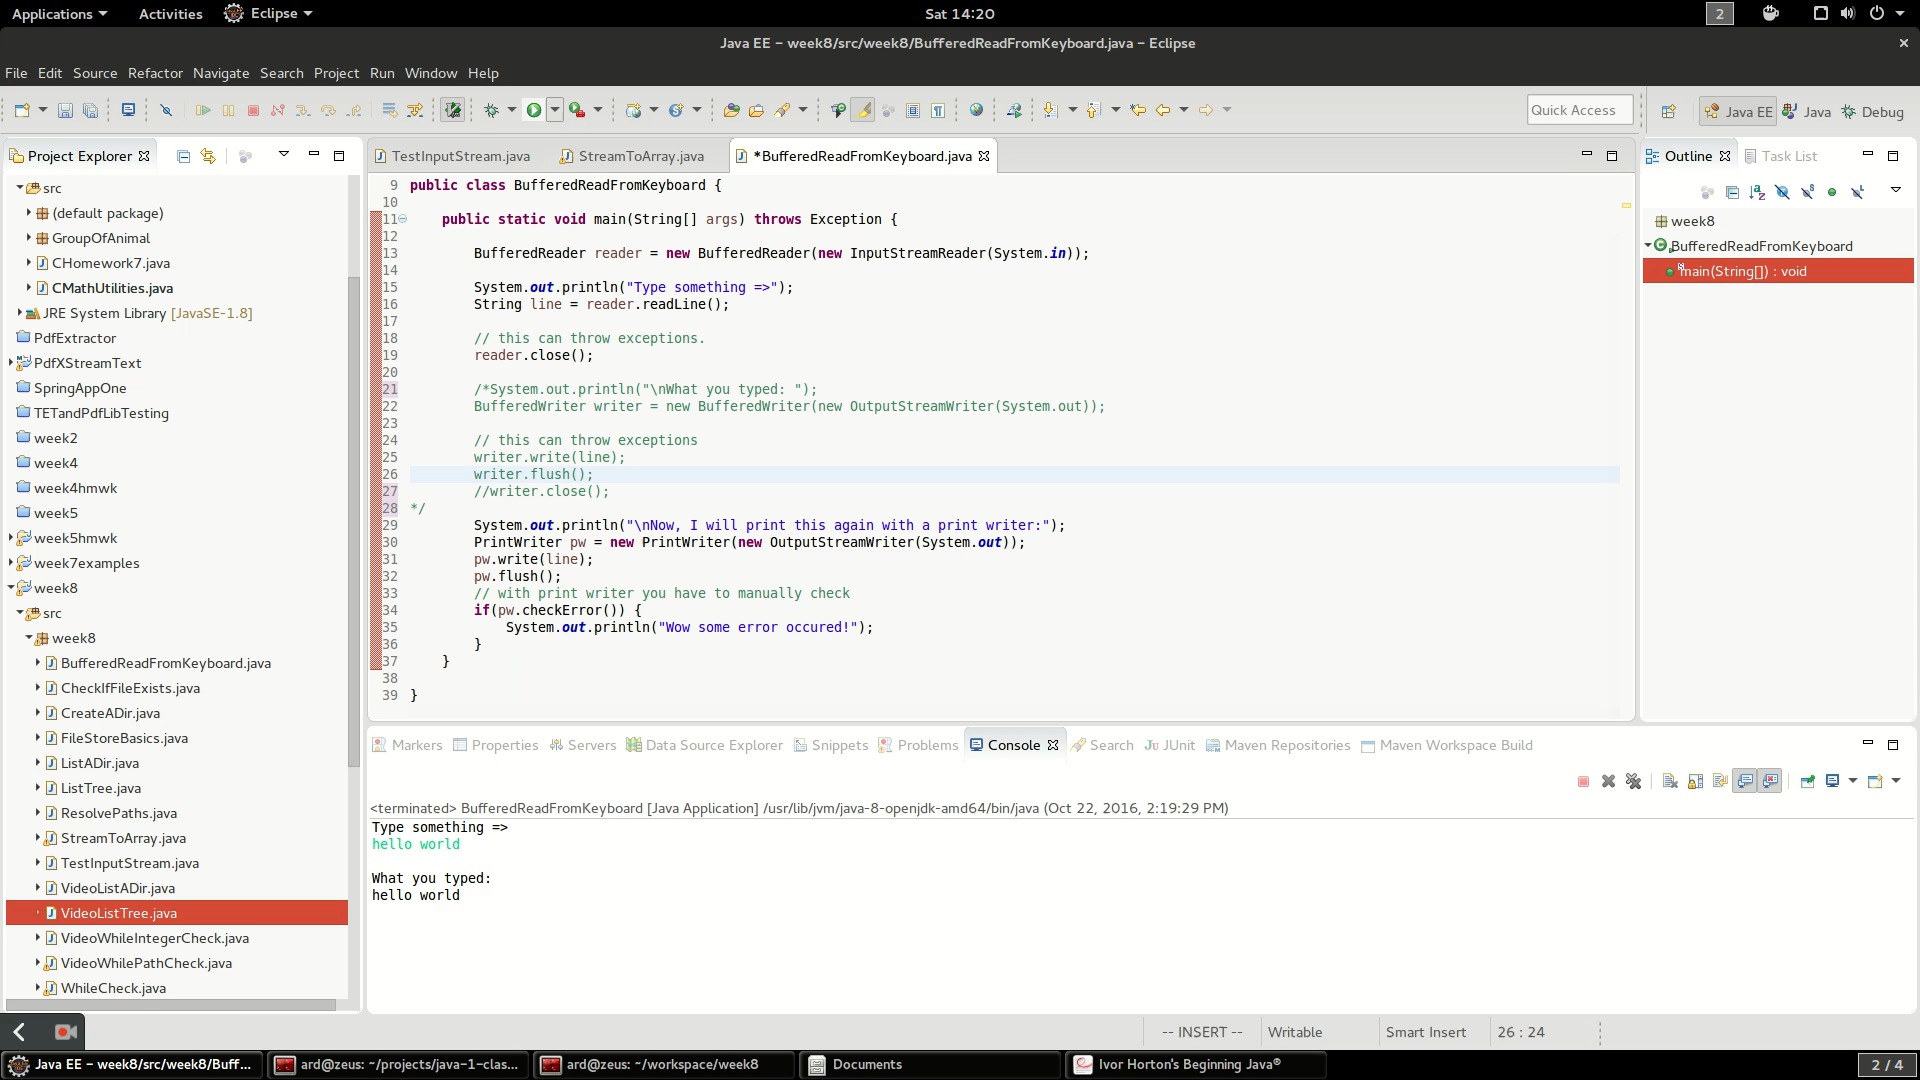 Applications Activities Eclipse Sat 14:20 2
Java EE – week8/src/week8/BufferedReadFromKeyboard.java – Eclipse
File Edit Source Refactor Navigate Search Project Run Window Help
Quick Access Java EE Java Debug
Project Explorer
src
(default package)
GroupOfAnimal
CHomework7.java
CMathUtilities.java
JRE System Library [JavaSE-1.8]
PdfExtractor
PdfXStreamText
SpringAppOne
TETandPdfLibTesting
week2
week4
week4hmwk
week5
week5hmwk
week7examples
week8
src
week8
BufferedReadFromKeyboard.java
CheckIfFileExists.java
CreateADir.java
FileStoreBasics.java
ListADir.java
ListTree.java
ResolvePaths.java
StreamToArray.java
TestInputStream.java
VideoListADir.java
VideoListTree.java
VideoWhileIntegerCheck.java
VideoWhilePathCheck.java
WhileCheck.java
TestInputStream.java StreamToArray.java *BufferedReadFromKeyboard.java
9 public class BufferedReadFromKeyboard {
10
11 public static void main(String[] args) throws Exception {
12
13 BufferedReader reader = new BufferedReader(new InputStreamReader(System.in));
14
15 System.out.println("Type something =>");
16 String line = reader.readLine();
17
18 // this can throw exceptions.
19 reader.close();
20
21 /*System.out.println("\nWhat you typed: ");
22 BufferedWriter writer = new BufferedWriter(new OutputStreamWriter(System.out));
23
24 // this can throw exceptions
25 writer.write(line);
26 writer.flush();
27 //writer.close();
28 */
29 System.out.println("\nNow, I will print this again with a print writer:");
30 PrintWriter pw = new PrintWriter(new OutputStreamWriter(System.out));
31 pw.write(line);
32 pw.flush();
33 // with print writer you have to manually check
34 if(pw.checkError()) {
35 System.out.println("Wow some error occured!");
36 }
37 }
38
39 }
Outline Task List
week8
BufferedReadFromKeyboard
main(String[]) : void
Markers Properties Servers Data Source Explorer Snippets Problems Console Search JUnit Maven Repositories Maven Workspace Build
<terminated> BufferedReadFromKeyboard [Java Application] /usr/lib/jvm/java-8-openjdk-amd64/bin/java (Oct 22, 2016, 2:19:29 PM)
Type something =>
hello world
What you typed:
hello world
-- INSERT -- Writable Smart Insert 26 : 24
Java EE – week8/src/week8/Buff... ard@zeus: ~/projects/java-1-clas... ard@zeus: ~/workspace/week8 Documents Ivor Horton's Beginning Java® 2 / 4